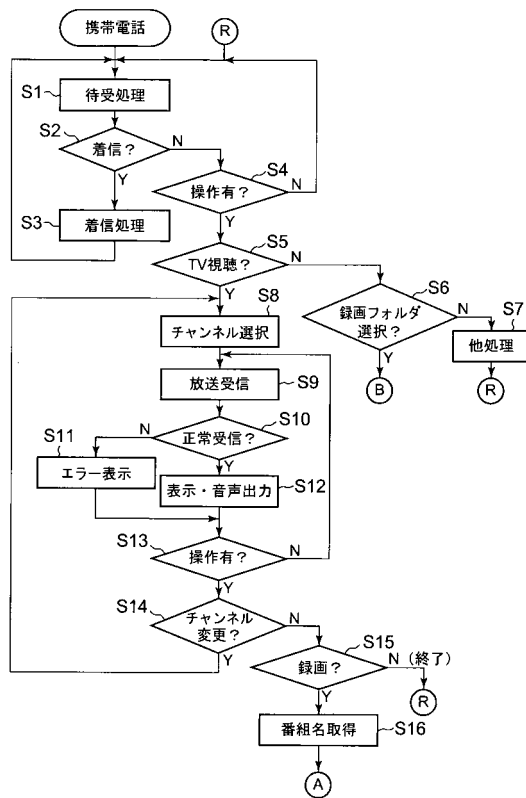 携帯電話
R
S1
待受処理
S2
着信?
N
Y
S4
操作有?
N
Y
S3
着信処理
S5
TV視聴?
N
Y
S6
録画フォルダ
選択?
N
Y
S7
他処理
B
R
S8
チャンネル選択
放送受信
S9
S10
正常受信?
N
Y
S11
エラー表示
表示・音声出力
S12
S13
操作有?
N
Y
S14
チャンネル
変更?
N
Y
S15
録画?
N(終了)
Y
R
番組名取得
S16
A